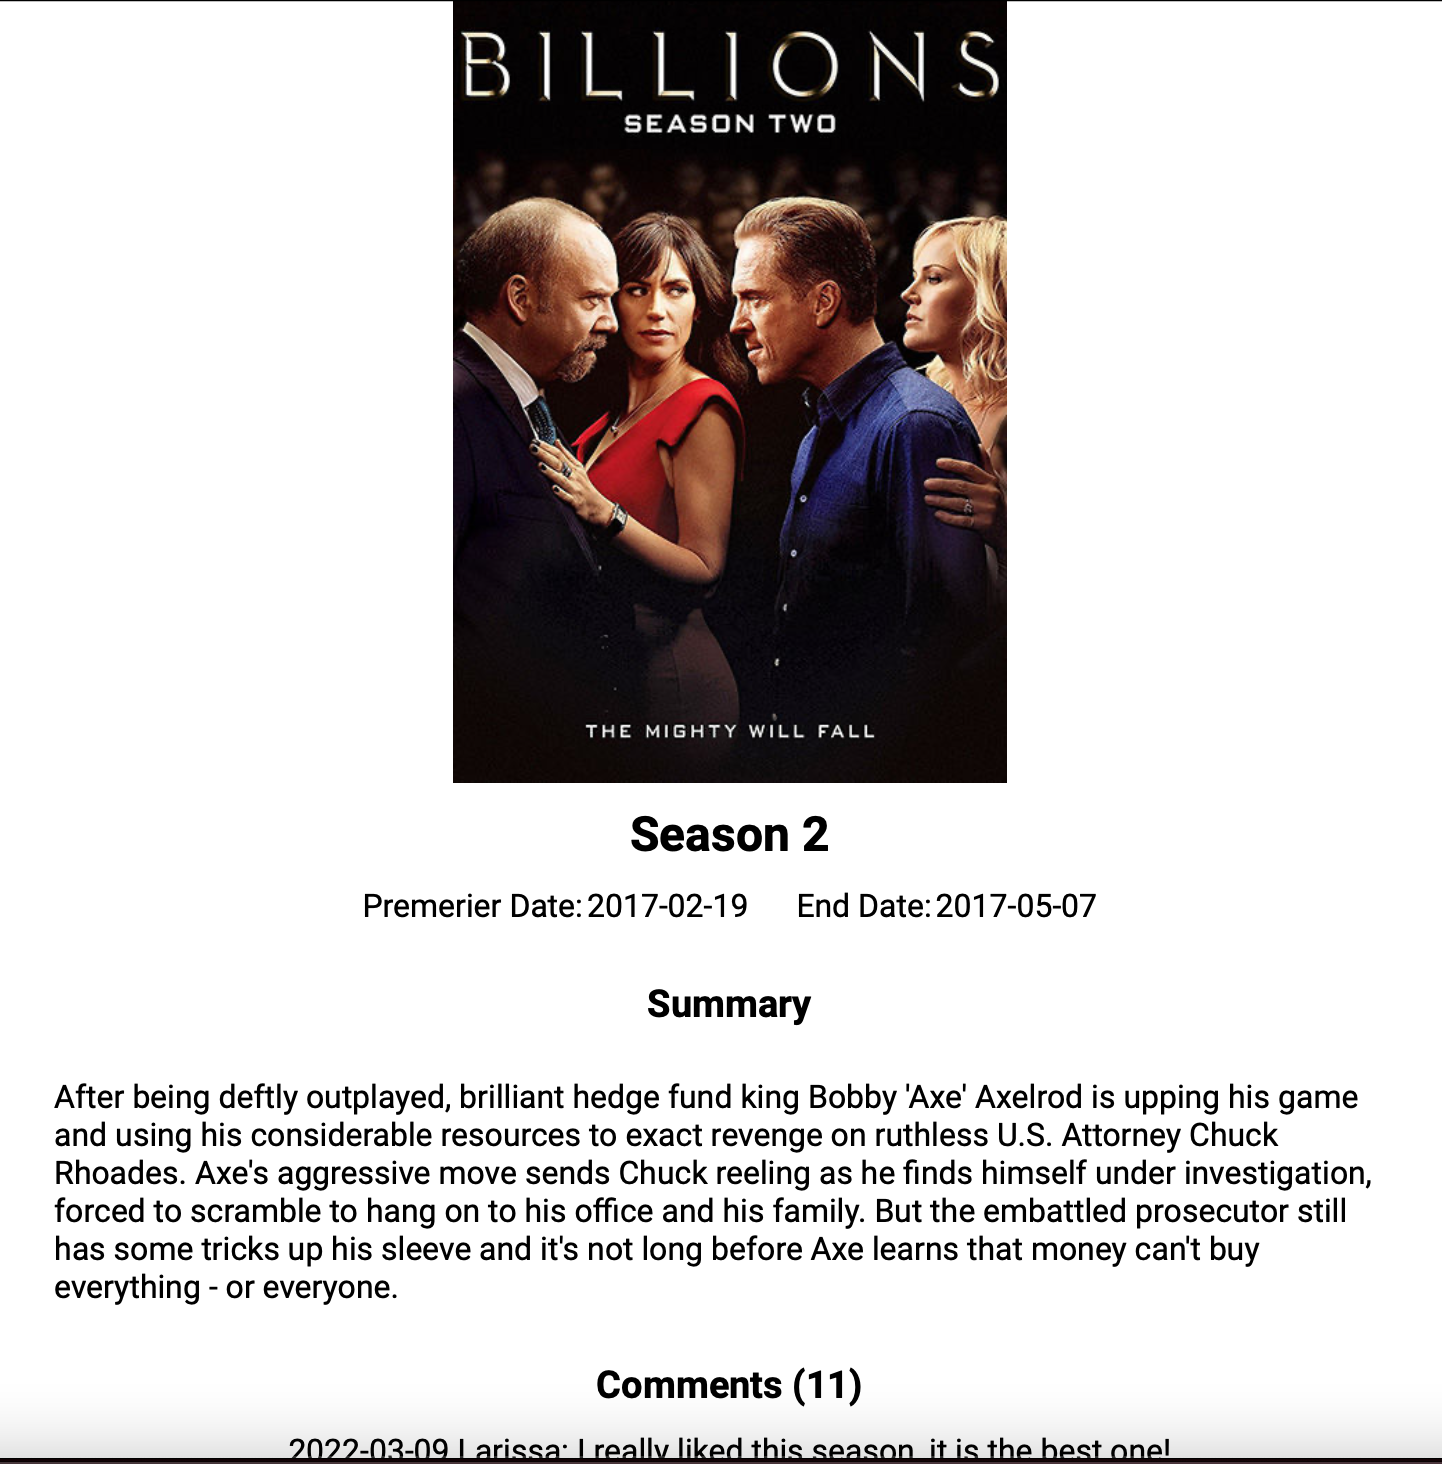 BILLIONS
SEASON TWO
THE MIGHTY WILL FALL
Season 2
Premerier Date: 2017-02-19 End Date: 2017-05-07
Summary
After being deftly outplayed, brilliant hedge fund king Bobby 'Axe' Axelrod is upping his game
and using his considerable resources to exact revenge on ruthless U.S. Attorney Chuck
Rhoades. Axe's aggressive move sends Chuck reeling as he finds himself under investigation,
forced to scramble to hang on to his office and his family. But the embattled prosecutor still
has some tricks up his sleeve and it's not long before Axe learns that money can't buy
everything - or everyone.
Comments (11)
2022-03-09 Larissa: I really liked this season, it is the best one!